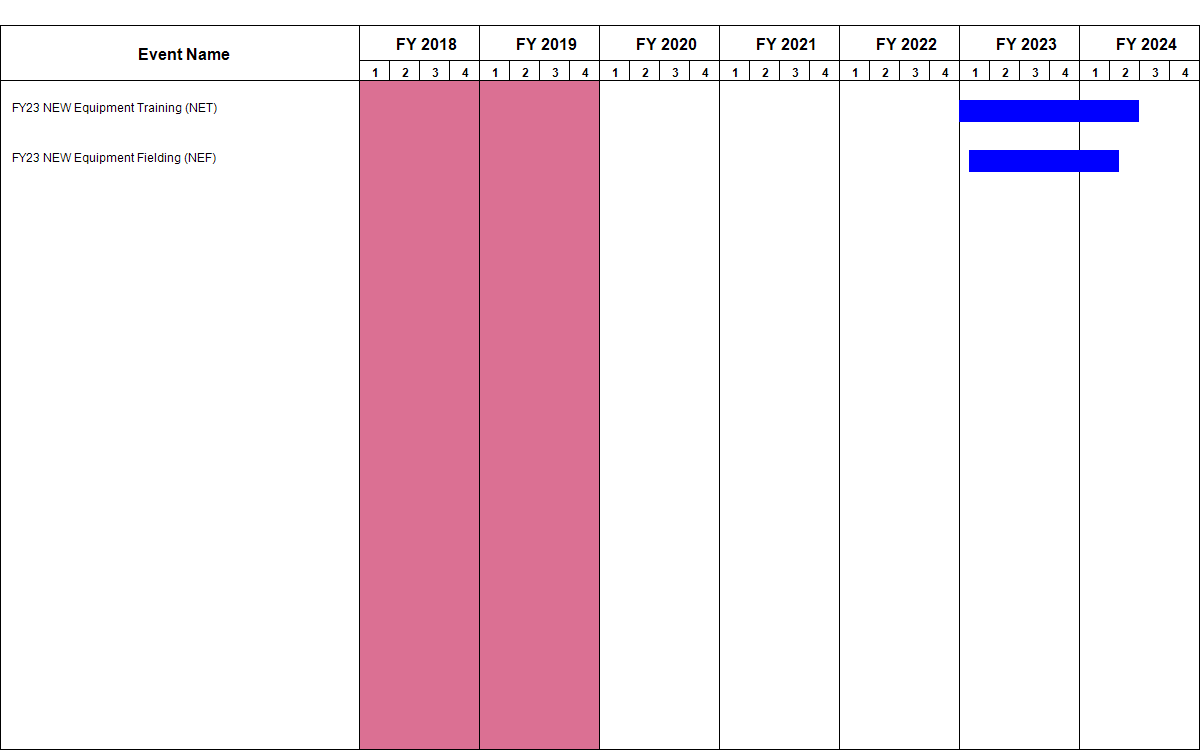 Event Name
FY 2018 FY 2019 FY 2020 FY 2021 FY 2022 FY 2023 FY 2024
1 2 3 4 1 2 3 4 1 2 3 4 1 2 3 4 1 2 3 4 1 2 3 4 1 2 3 4
FY23 NEW Equipment Training (NET)
FY23 NEW Equipment Fielding (NEF)